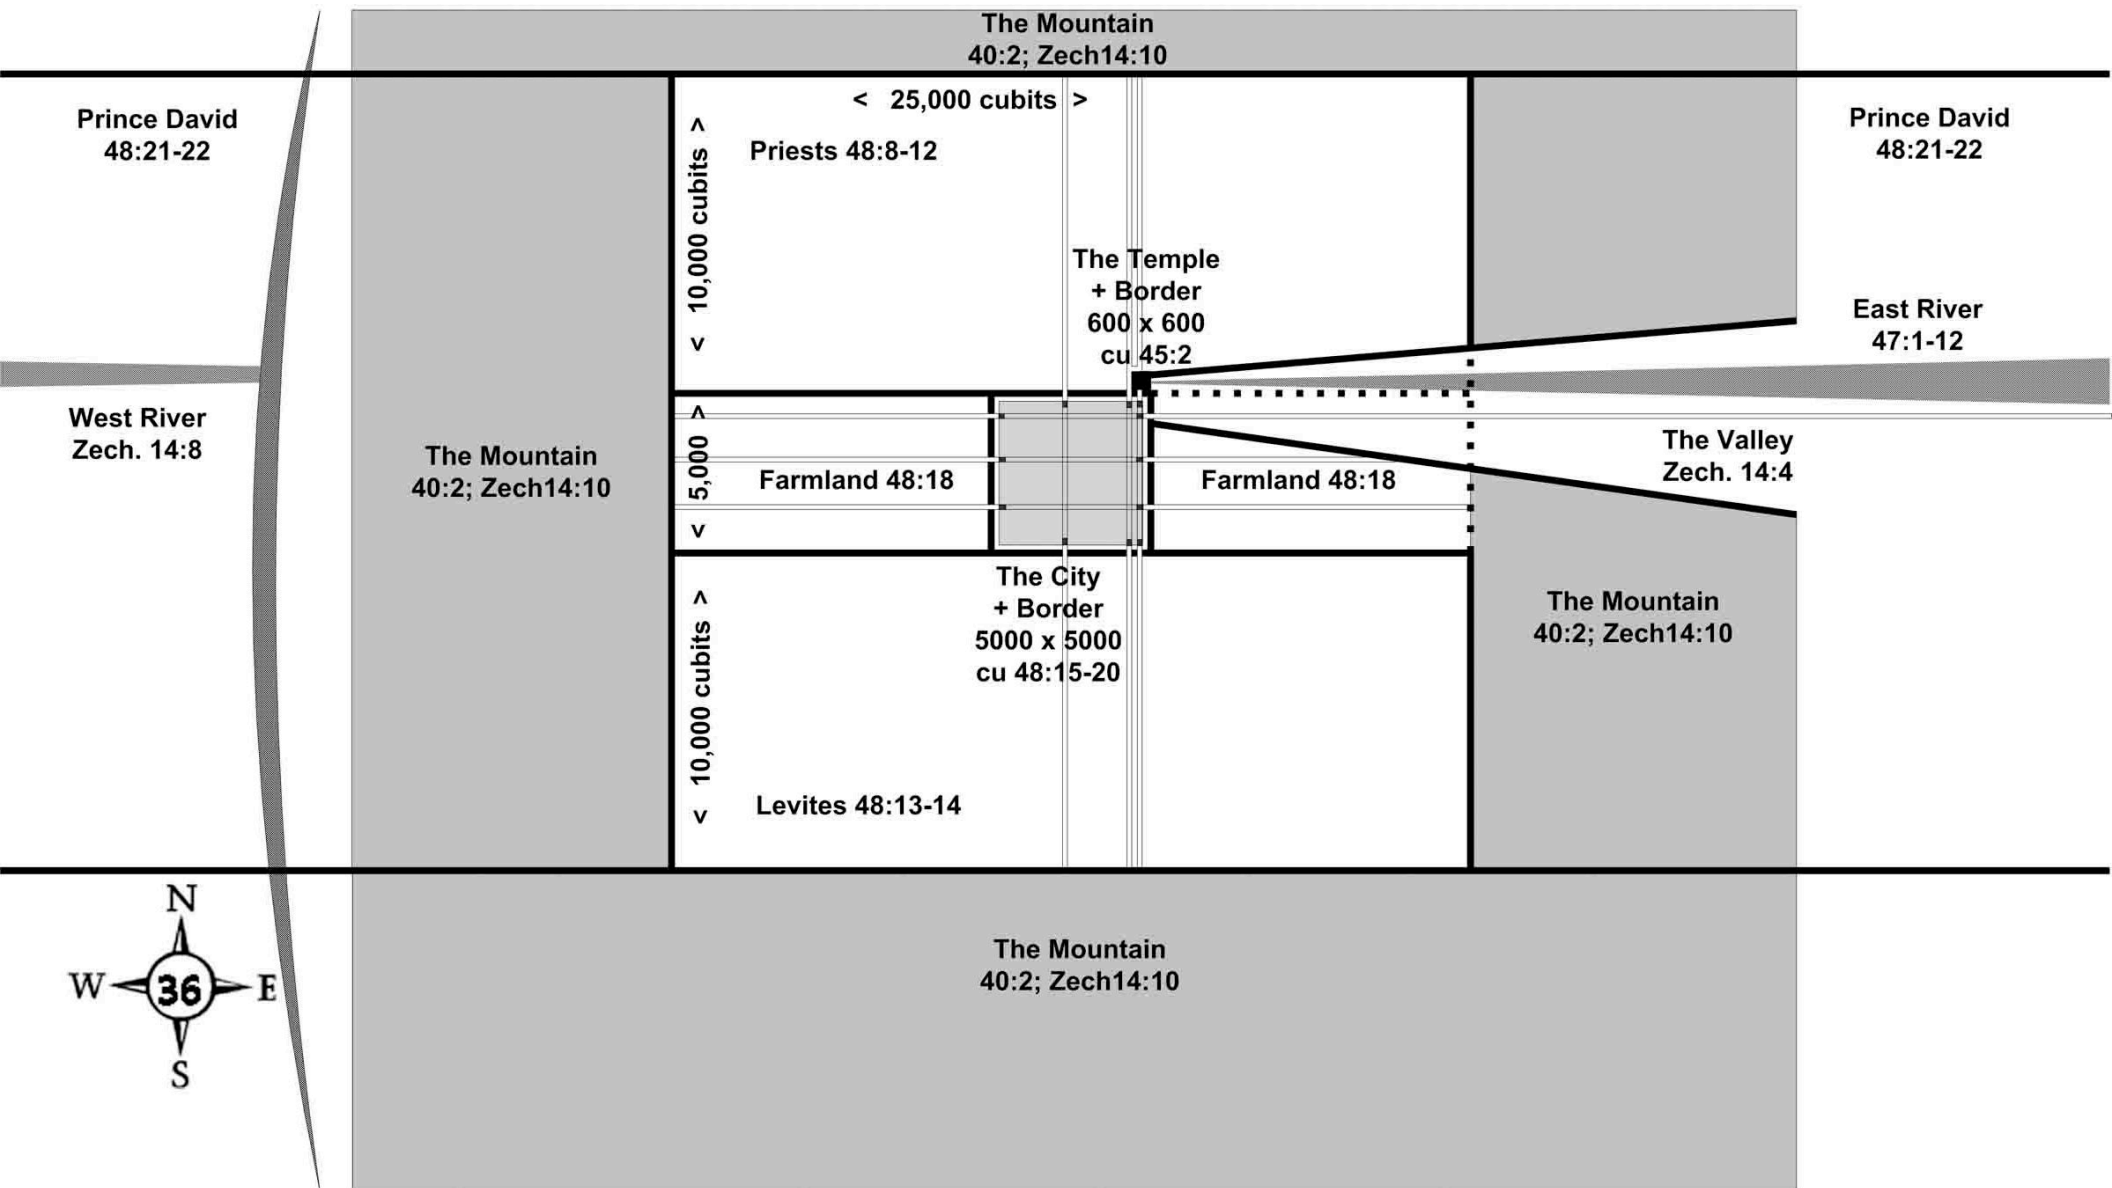 The Mountain
40:2; Zech14:10
< 25,000 cubits >
Prince David
48:21-22
< 10,000 cubits >
Priests 48:8-12
Prince David
48:21-22
The Temple
+ Border
600 x 600
cu 45:2
East River
47:1-12
West River
Zech. 14:8
The Mountain
40:2; Zech14:10
< 5,000 >
Farmland 48:18
Farmland 48:18
The Valley
Zech. 14:4
The City
+ Border
5000 x 5000
cu 48:15-20
< 10,000 cubits >
The Mountain
40:2; Zech14:10
Levites 48:13-14
N
W 36 E
S
The Mountain
40:2; Zech14:10